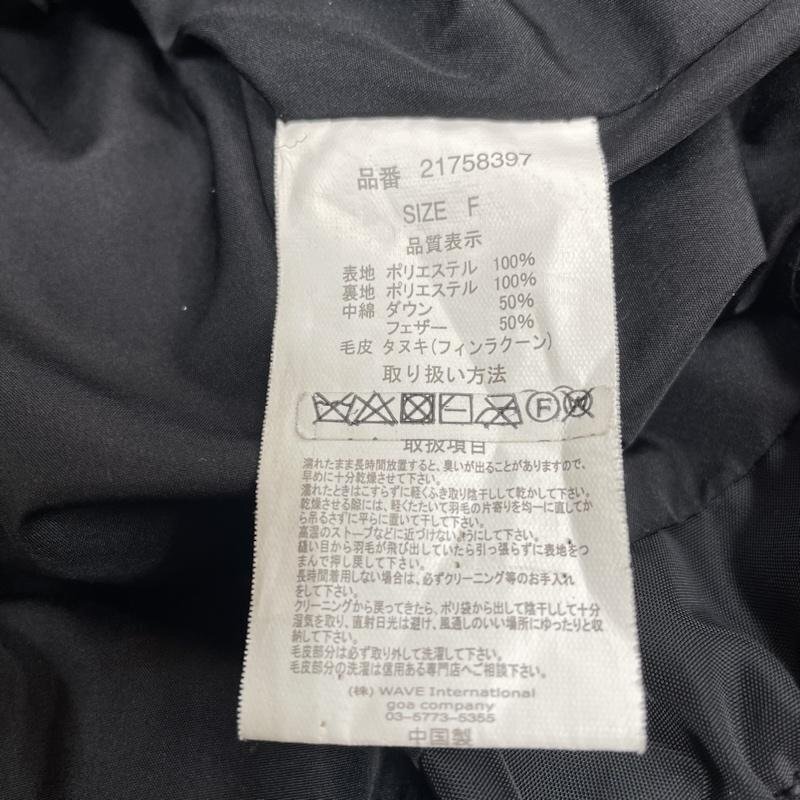 品番 21758397
SIZE F
品質表示
表地 ポリエステル 100%
裏地 ポリエステル 100%
中綿 ダウン 50%
フェザー 50%
毛皮 タヌキ(フィンラクーン)
取り扱い方法
F W
取扱項目
濡れたまま長時間放置すると、臭いが出ることがありますので、
早めに十分乾燥させて下さい。
濡れたときはこすらずに軽くふき取り陰干しして乾かして下さい。
乾燥させる際には、軽くたたいて羽毛の片寄りを均一に直してか
ら吊るさずに平らに置いて干して下さい。
高温のストーブなどに近づけないようにして下さい。
縫い目から羽毛が飛び出していたら引っ張らずに表地をつ
まんで押し戻して下さい。
長時間着用しない場合は、必ずクリーニング等のお手入れ
をして下さい。
クリーニングから戻ってきたら、ポリ袋から出して陰干しして十分
湿気を取り、直射日光は避け、風通しのいい場所にゆったりと収
納して下さい。
毛皮部分は必ず取り外して洗濯して下さい。
毛皮部分の洗濯は信用ある専門店へご相談下さい。
(株) WAVE International
goa company
03-5773-5355
中国製